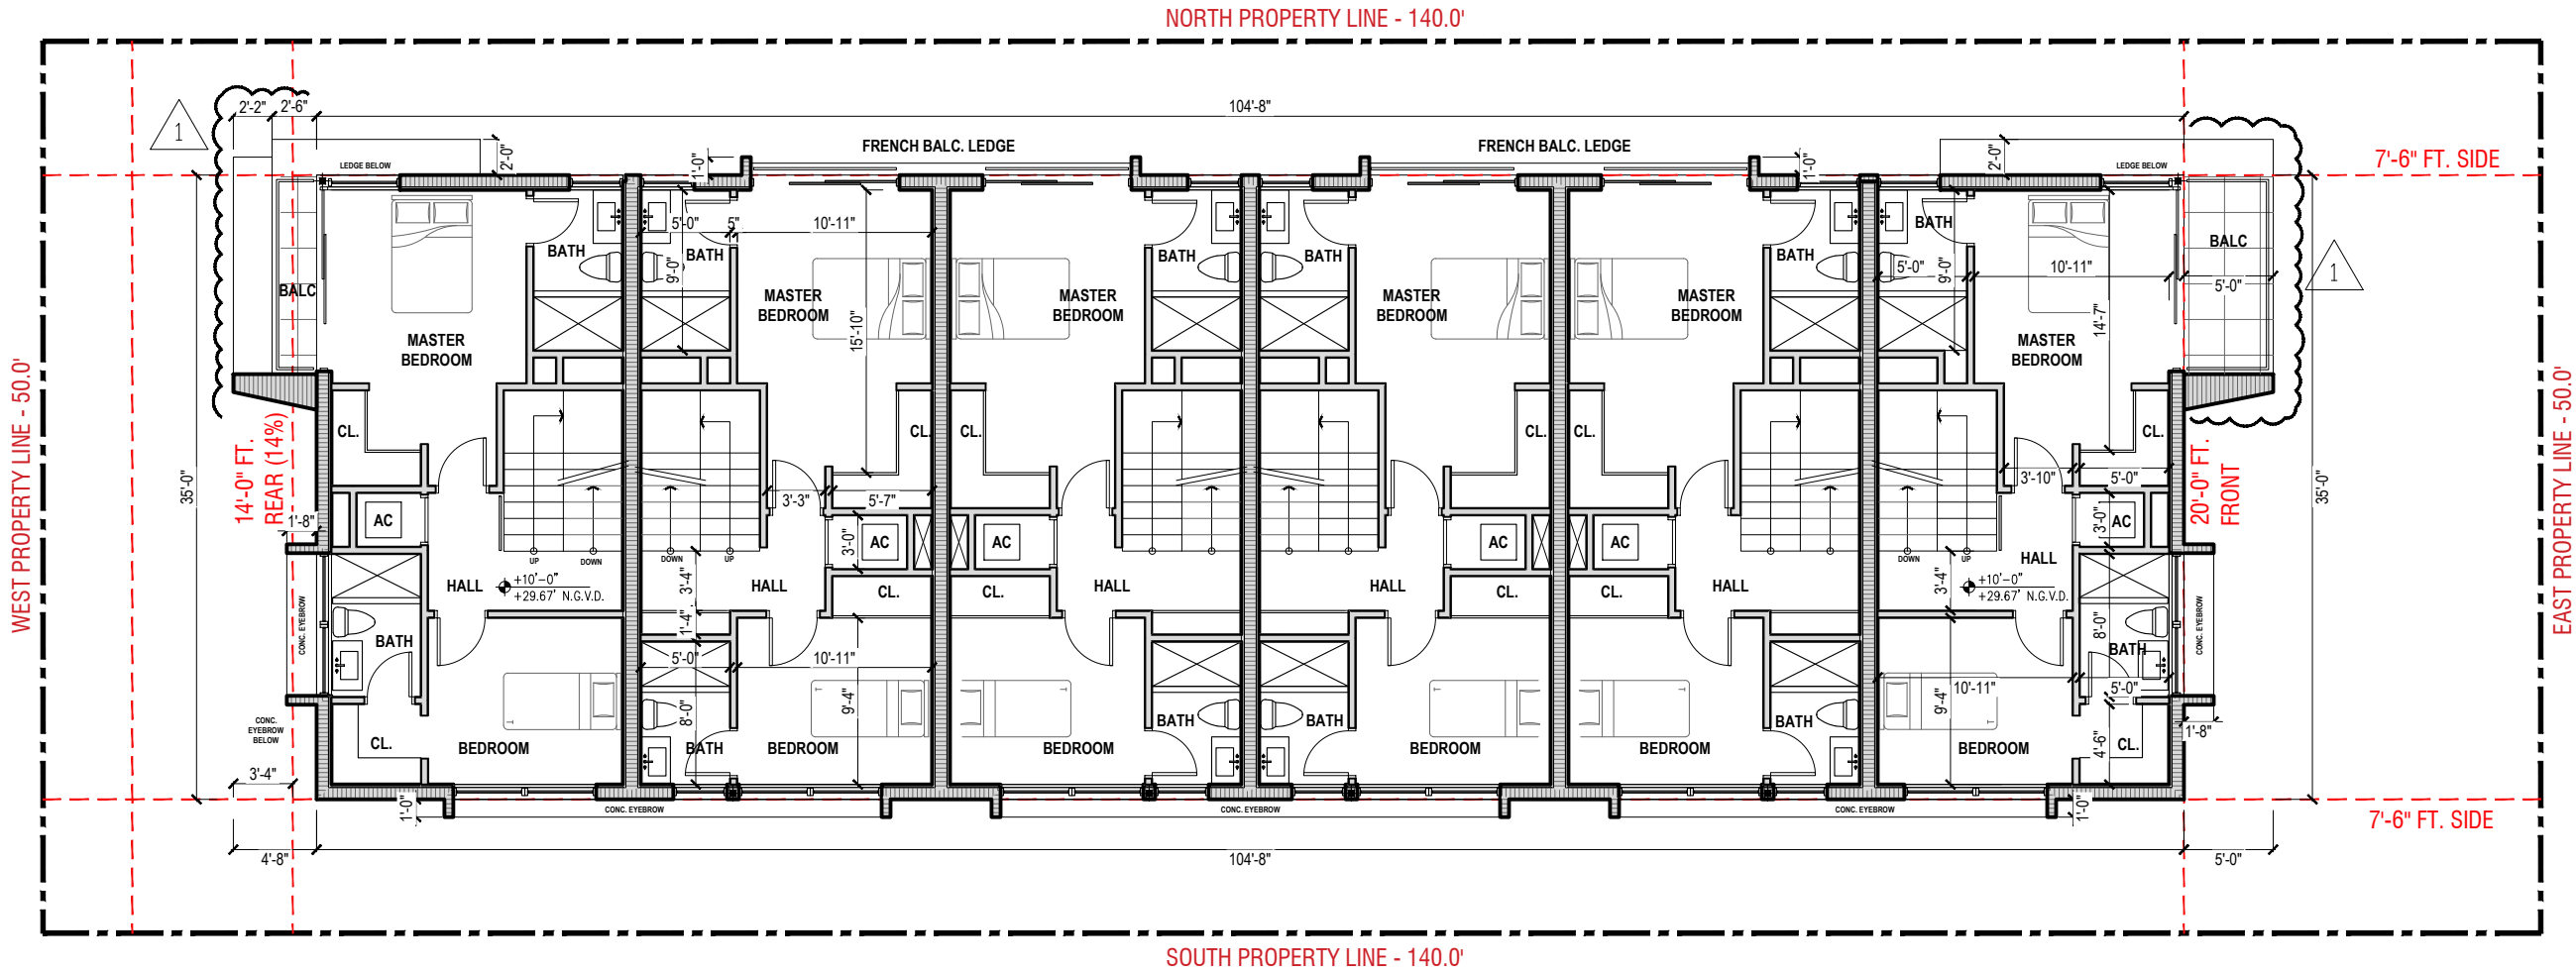 NORTH PROPERTY LINE - 140.0'
2'-2"
2'-6"
104'-8"
1
FRENCH BALC. LEDGE
FRENCH BALC. LEDGE
2'-0"
1'-0"
1'-0"
2'-0"
LEDGE BELOW
LEDGE BELOW
7'-6" FT. SIDE
BALC
MASTER
BEDROOM
BATH
BATH
5'-0"
5"
10'-11"
9'-0"
15'-10"
MASTER
BEDROOM
MASTER
BEDROOM
BATH
BATH
MASTER
BEDROOM
MASTER
BEDROOM
BATH
BATH
5'-0"
9'-0"
10'-11"
14'-7"
MASTER
BEDROOM
BALC
5'-0"
1
WEST PROPERTY LINE - 50.0'
EAST PROPERTY LINE - 50.0'
35'-0"
35'-0"
14'-0" FT.
REAR (14%)
20'-0" FT.
FRONT
CL.
CL.
CL.
CL.
CL.
CL.
3'-3"
5'-7"
3'-10"
5'-0"
1'-8"
AC
AC
3'-0"
AC
AC
AC
AC
3'-0"
UP
DOWN
DOWN
UP
DOWN
UP
HALL
+10'-0"
+29.67' N.G.V.D.
3'-4"
1'-4"
HALL
CL.
CL.
HALL
HALL
CL.
CL.
HALL
3'-4"
HALL
+10'-0"
+29.67' N.G.V.D.
CONC. EYEBROW
CONC. EYEBROW
BATH
8'-0"
BATH
5'-0"
10'-11"
9'-4"
8'-0"
10'-11"
9'-4"
5'-0"
CONC.
EYEBROW
BELOW
CL.
BEDROOM
BATH
BEDROOM
BEDROOM
BATH
BATH
BEDROOM
BEDROOM
BATH
BEDROOM
4'-6"
CL.
1'-8"
3'-4"
1'-0"
CONC. EYEBROW
CONC. EYEBROW
CONC. EYEBROW
1'-0"
7'-6" FT. SIDE
4'-8"
104'-8"
5'-0"
SOUTH PROPERTY LINE - 140.0'